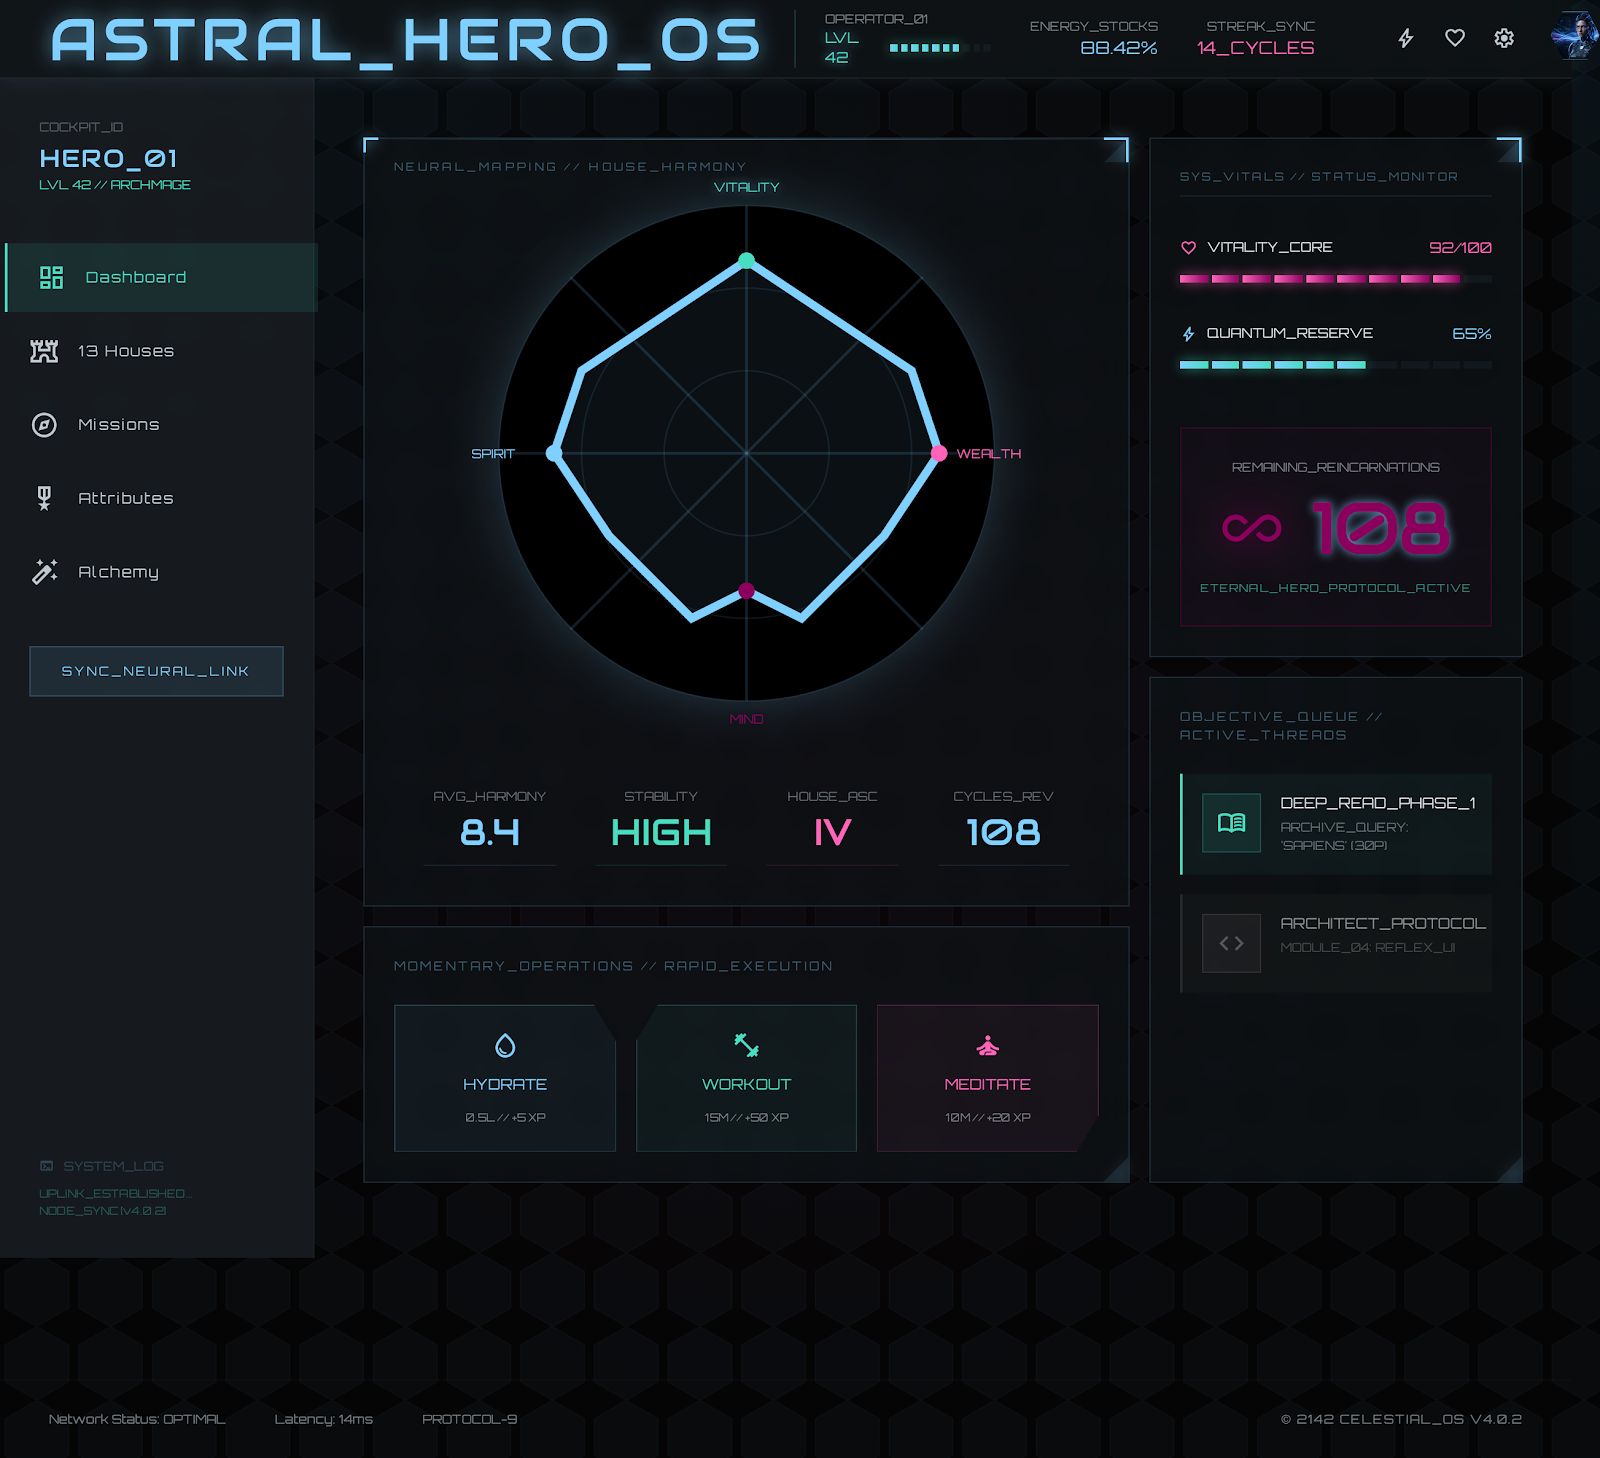 ASTRAL_HERO_OS
OPERATOR_01
LVL
42
ENERGY_STOCKS
88.42%
STREAK_SYNC
14_CYCLES
COCKPIT_ID
HERO_01
LVL 42 // ARCHMAGE
Dashboard
13 Houses
Missions
Attributes
Alchemy
SYNC_NEURAL_LINK
SYSTEM_LOG
UPLINK_ESTABLISHED...
NODE_SYNC [V4.0.2]
NEURAL_MAPPING // HOUSE_HARMONY
VITALITY
SPIRIT
WEALTH
MIND
AVG_HARMONY
8.4
STABILITY
HIGH
HOUSE_ASC
IV
CYCLES_REV
108
MOMENTARY_OPERATIONS // RAPID_EXECUTION
HYDRATE
0.5L // +5 XP
WORKOUT
15M // +50 XP
MEDITATE
10M // +20 XP
SYS_VITALS // STATUS_MONITOR
VITALITY_CORE
92/100
QUANTUM_RESERVE
65%
REMAINING_REINCARNATIONS
108
ETERNAL_HERO_PROTOCOL_ACTIVE
OBJECTIVE_QUEUE //
ACTIVE_THREADS
DEEP_READ_PHASE_1
ARCHIVE_QUERY:
'SAPIENS' (30P)
ARCHITECT_PROTOCOL
MODULE_04: REFLEX_UI
Network Status: OPTIMAL
Latency: 14ms
PROTOCOL-9
© 2142 CELESTIAL_OS V4.0.2